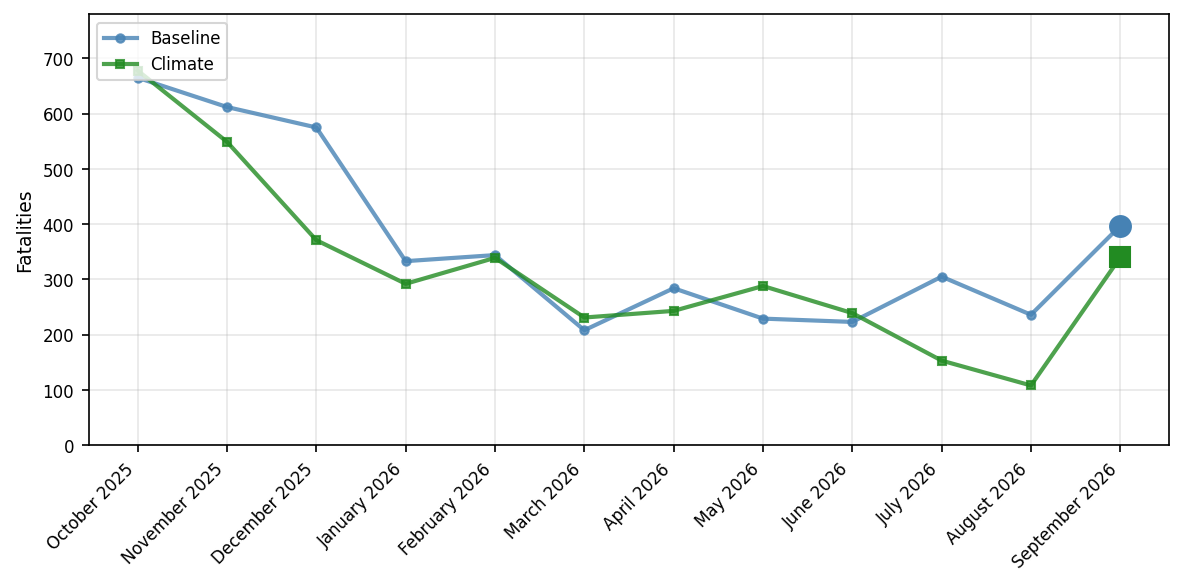 Baseline
Climate
Fatalities
700
600
500
400
300
200
100
0
October 2025
November 2025
December 2025
January 2026
February 2026
March 2026
April 2026
May 2026
June 2026
July 2026
August 2026
September 2026